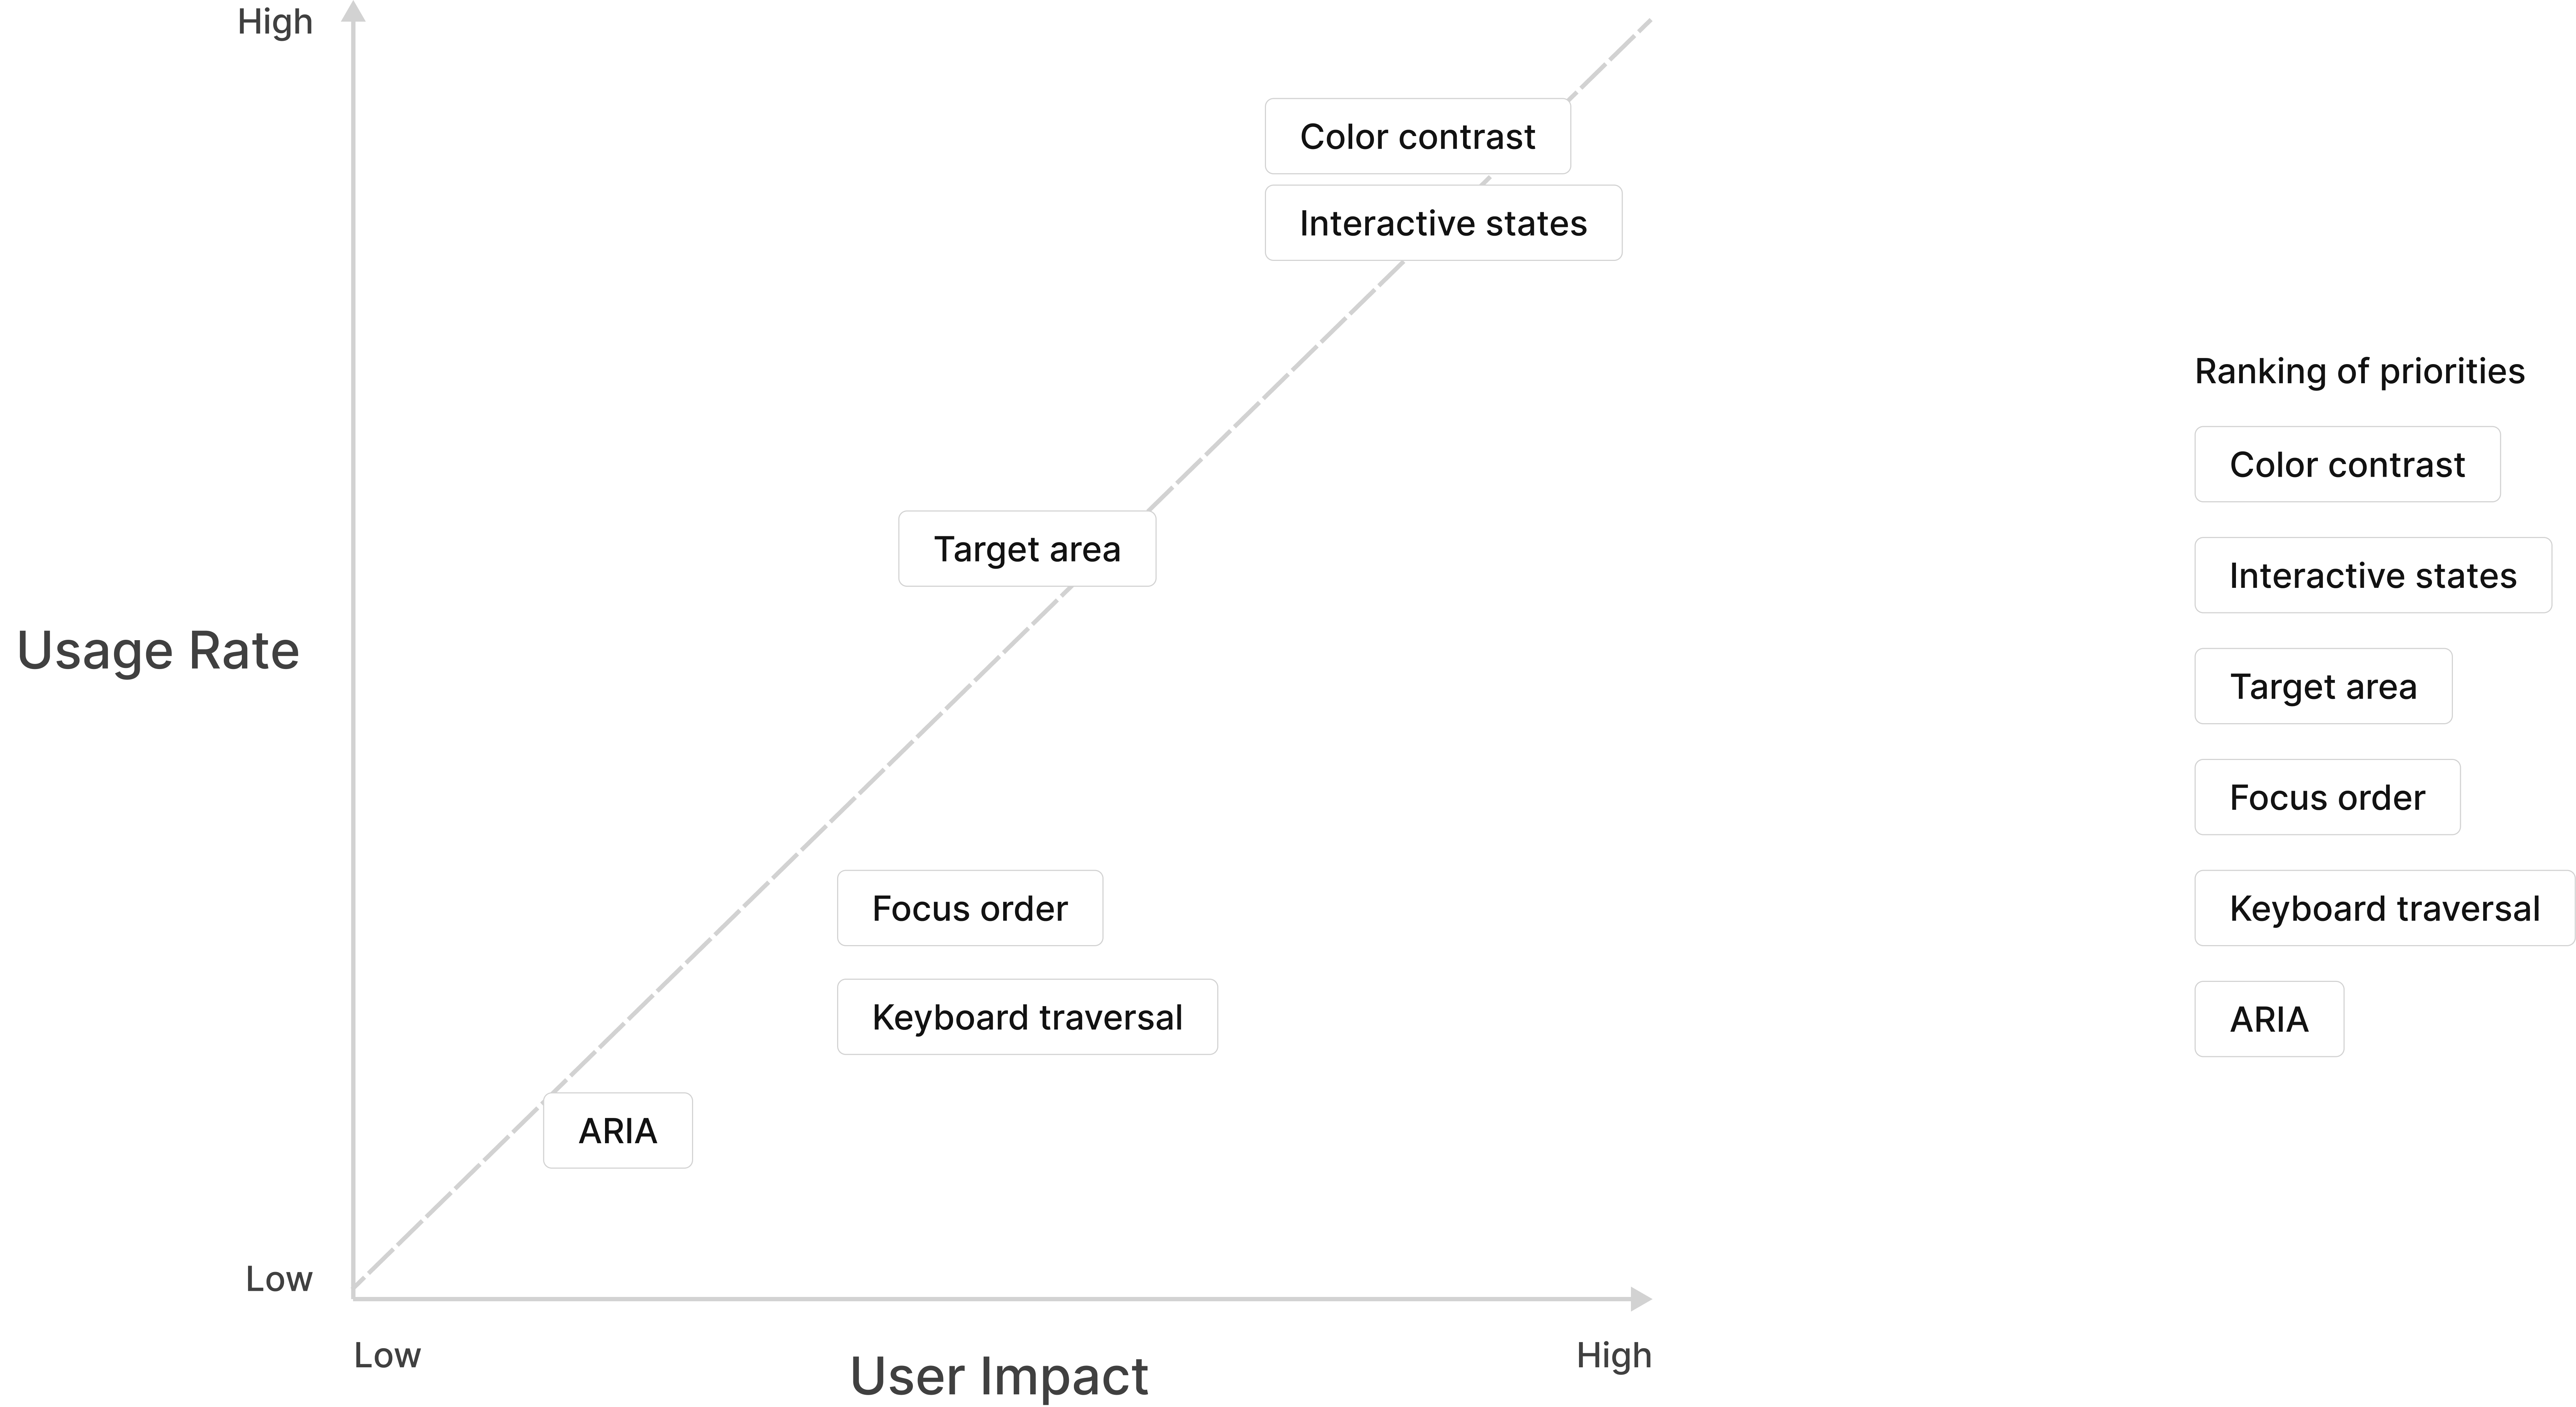 High
Color contrast
Interactive states
Target area
Usage Rate
Focus order
Keyboard traversal
ARIA
Low
Low
User Impact
High
Ranking of priorities
Color contrast
Interactive states
Target area
Focus order
Keyboard traversal
ARIA